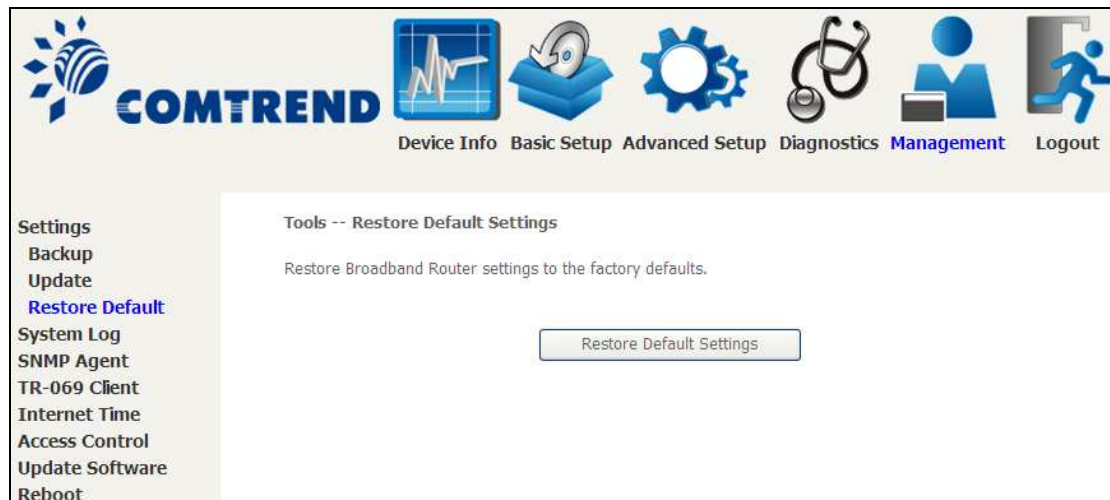 COMTREND
Device Info Basic Setup Advanced Setup Diagnostics Management Logout
Settings
Backup
Update
Restore Default
System Log
SNMP Agent
TR-069 Client
Internet Time
Access Control
Update Software
Reboot
Tools -- Restore Default Settings
Restore Broadband Router settings to the factory defaults.
Restore Default Settings